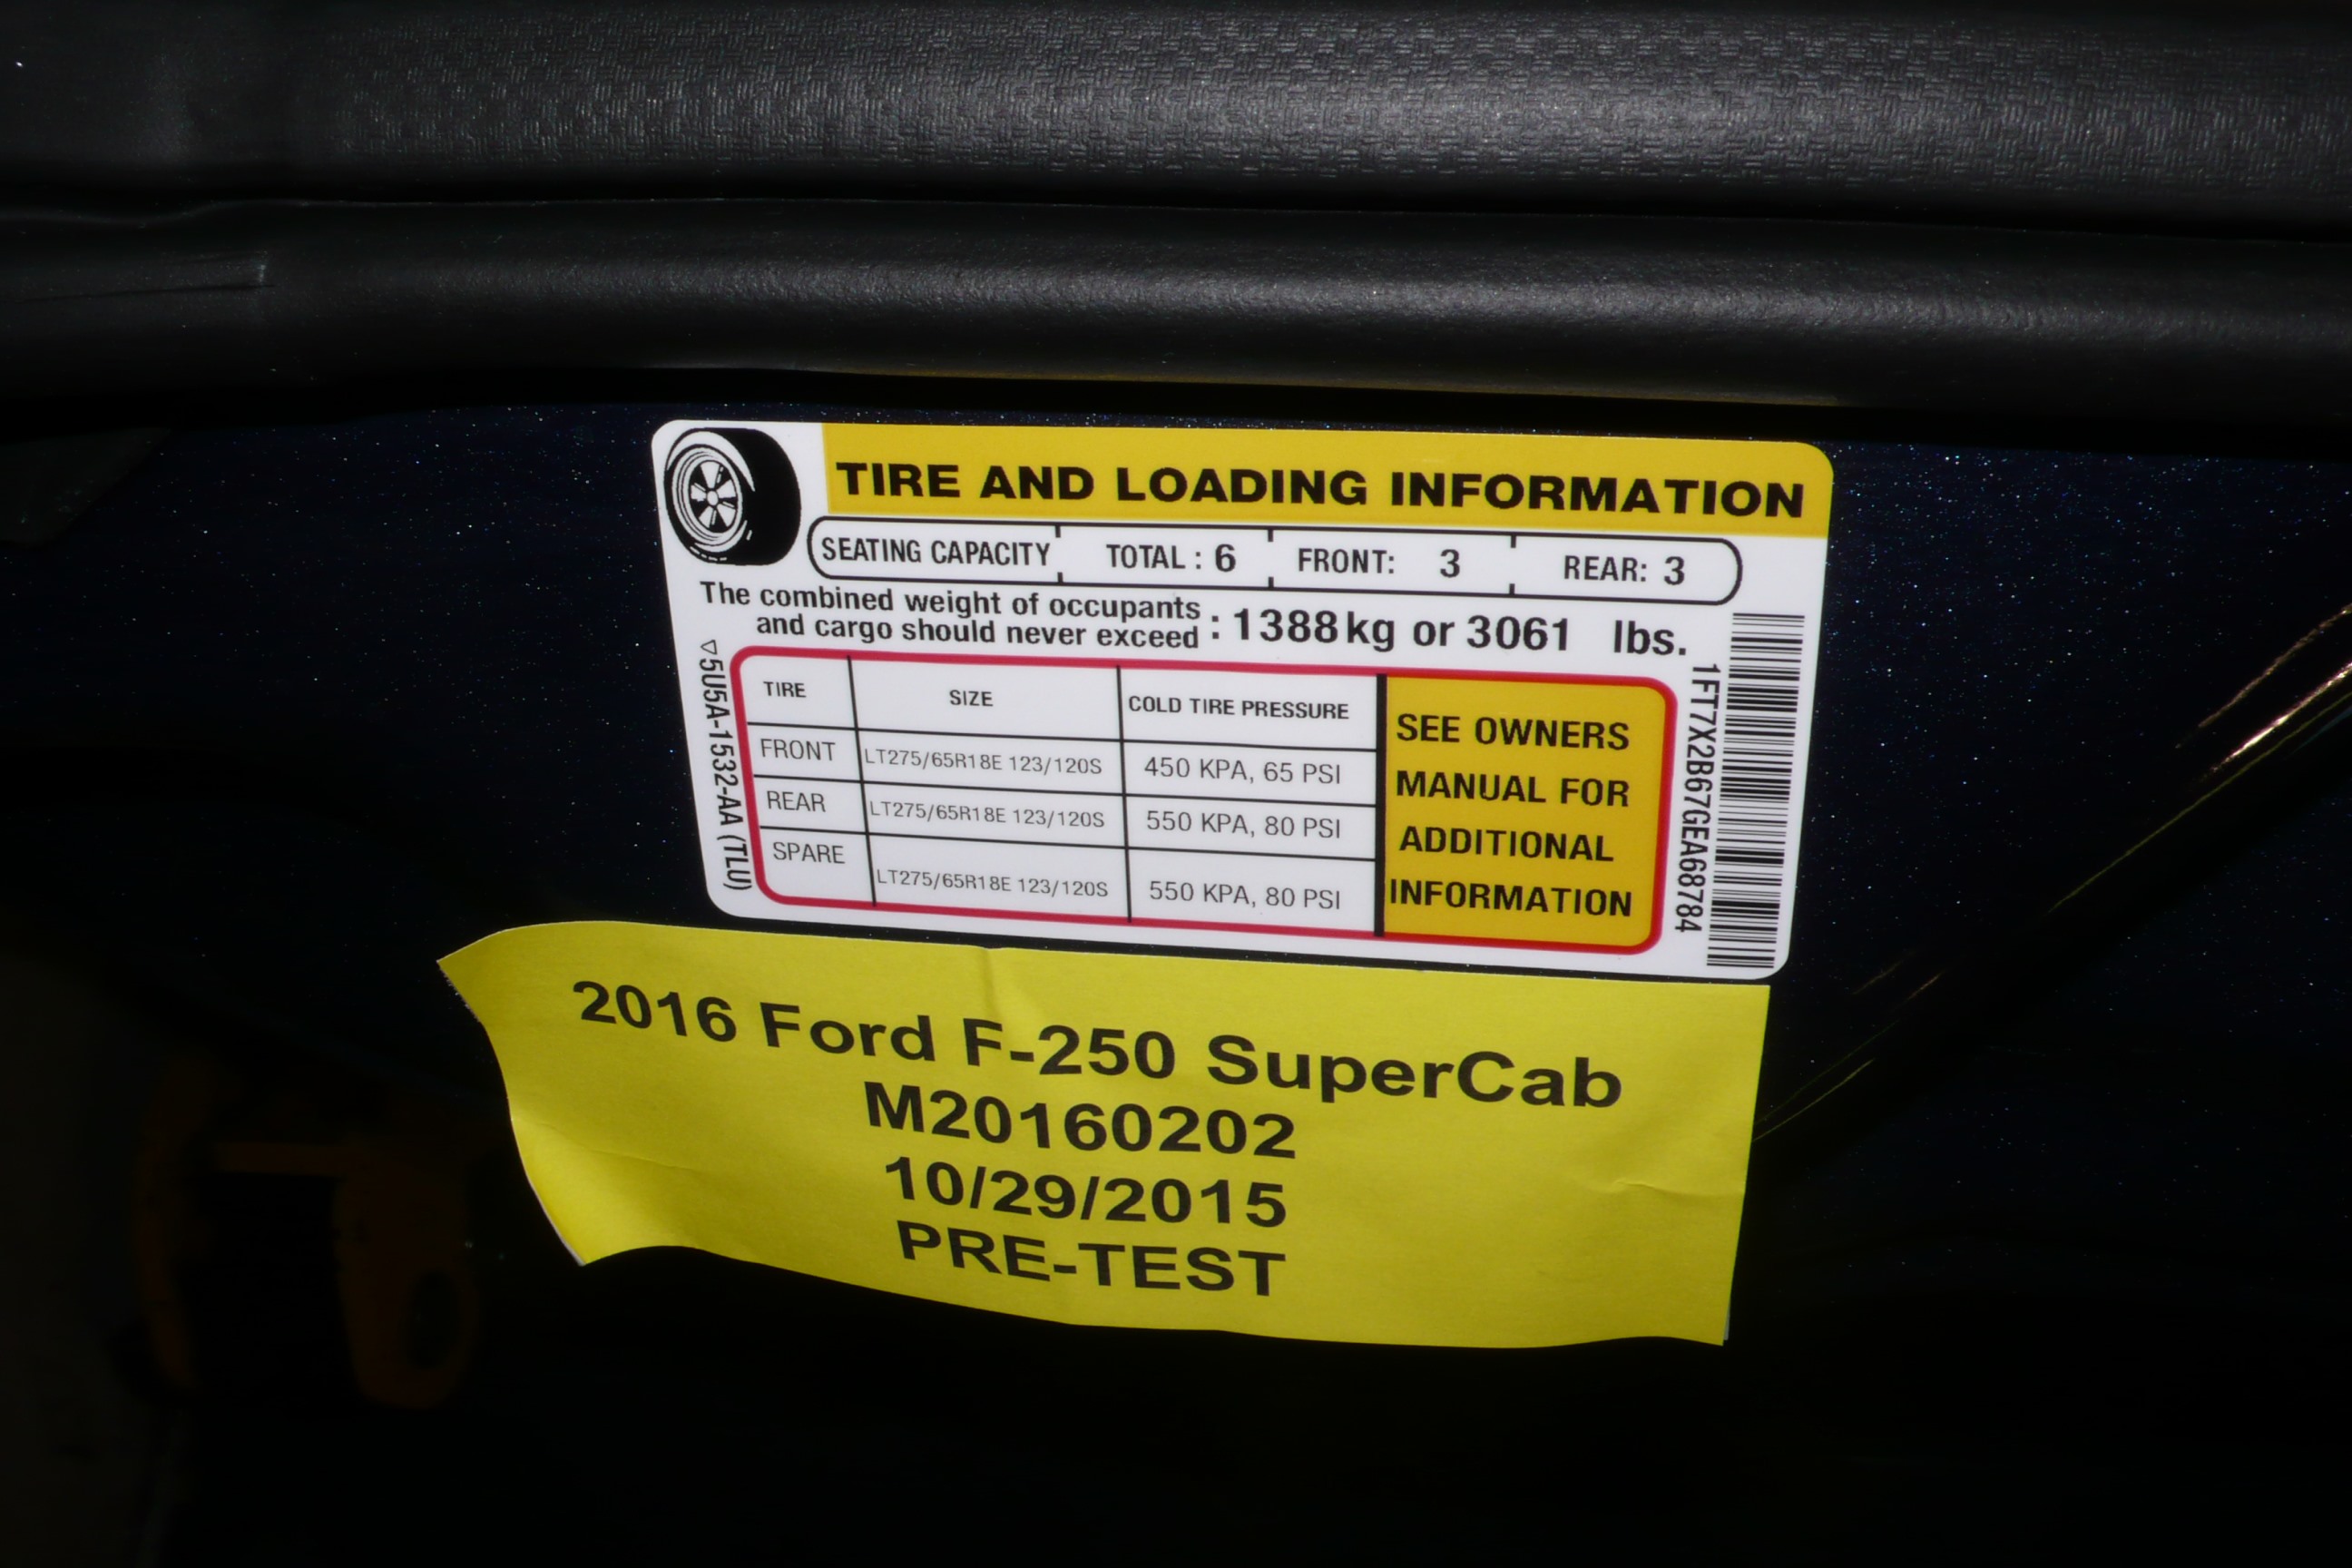 TIRE AND LOADING INFORMATION
SEATING CAPACITY TOTAL : 6 FRONT: 3 REAR: 3
The combined weight of occupants
and cargo should never exceed : 1388 kg or 3061 lbs.
TIRE SIZE COLD TIRE PRESSURE
FRONT LT275/65R18E 123/120S 450 KPA, 65 PSI
REAR LT275/65R18E 123/120S 550 KPA, 80 PSI
SPARE LT275/65R18E 123/120S 550 KPA, 80 PSI
SEE OWNERS
MANUAL FOR
ADDITIONAL
INFORMATION
5U5A-1532-AA (TLU)
1FT7X2B67GEA68784
2016 Ford F-250 SuperCab
M20160202
10/29/2015
PRE-TEST